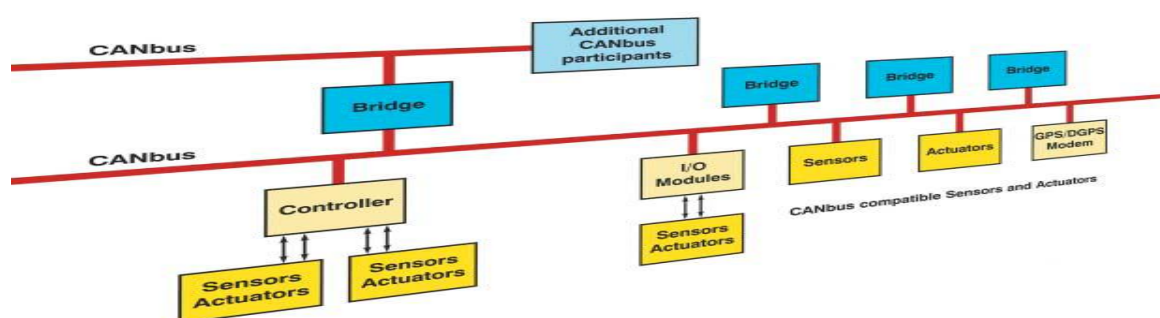 CANbus
Additional
CANbus
participants
Bridge
Bridge
Bridge
Bridge
CANbus
Controller
I/O
Modules
Sensors
Actuators
GPS/DGPS
Modem
CANbus compatible Sensors and Actuators
Sensors
Actuators
Sensors
Actuators
Sensors
Actuators